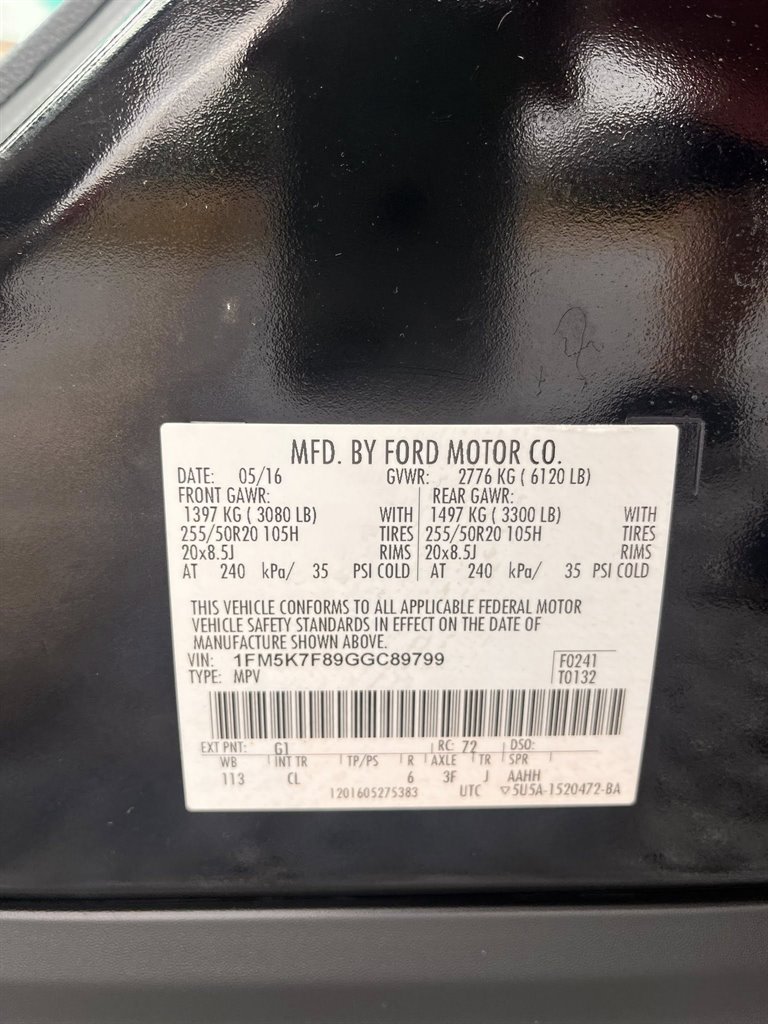 MFD. BY FORD MOTOR CO.
DATE: 05/16 GVWR: 2776 KG ( 6120 LB)
FRONT GAWR: REAR GAWR:
1397 KG ( 3080 LB) WITH 1497 KG ( 3300 LB) WITH
255/50R20 105H TIRES 255/50R20 105H TIRES
20x8.5J RIMS 20x8.5J RIMS
AT 240 kPa/ 35 PSI COLD AT 240 kPa/ 35 PSI COLD
THIS VEHICLE CONFORMS TO ALL APPLICABLE FEDERAL MOTOR
VEHICLE SAFETY STANDARDS IN EFFECT ON THE DATE OF
MANUFACTURE SHOWN ABOVE.
VIN: 1FM5K7F89GGC89799 F0241
TYPE: MPV T0132
EXT PNT: G1 RC: 72 DSO:
WB INT TR TP/PS R AXLE TR SPR
113 CL 6 3F J AAHH
1201605275383 UTC ▽5U5A-1520472-BA